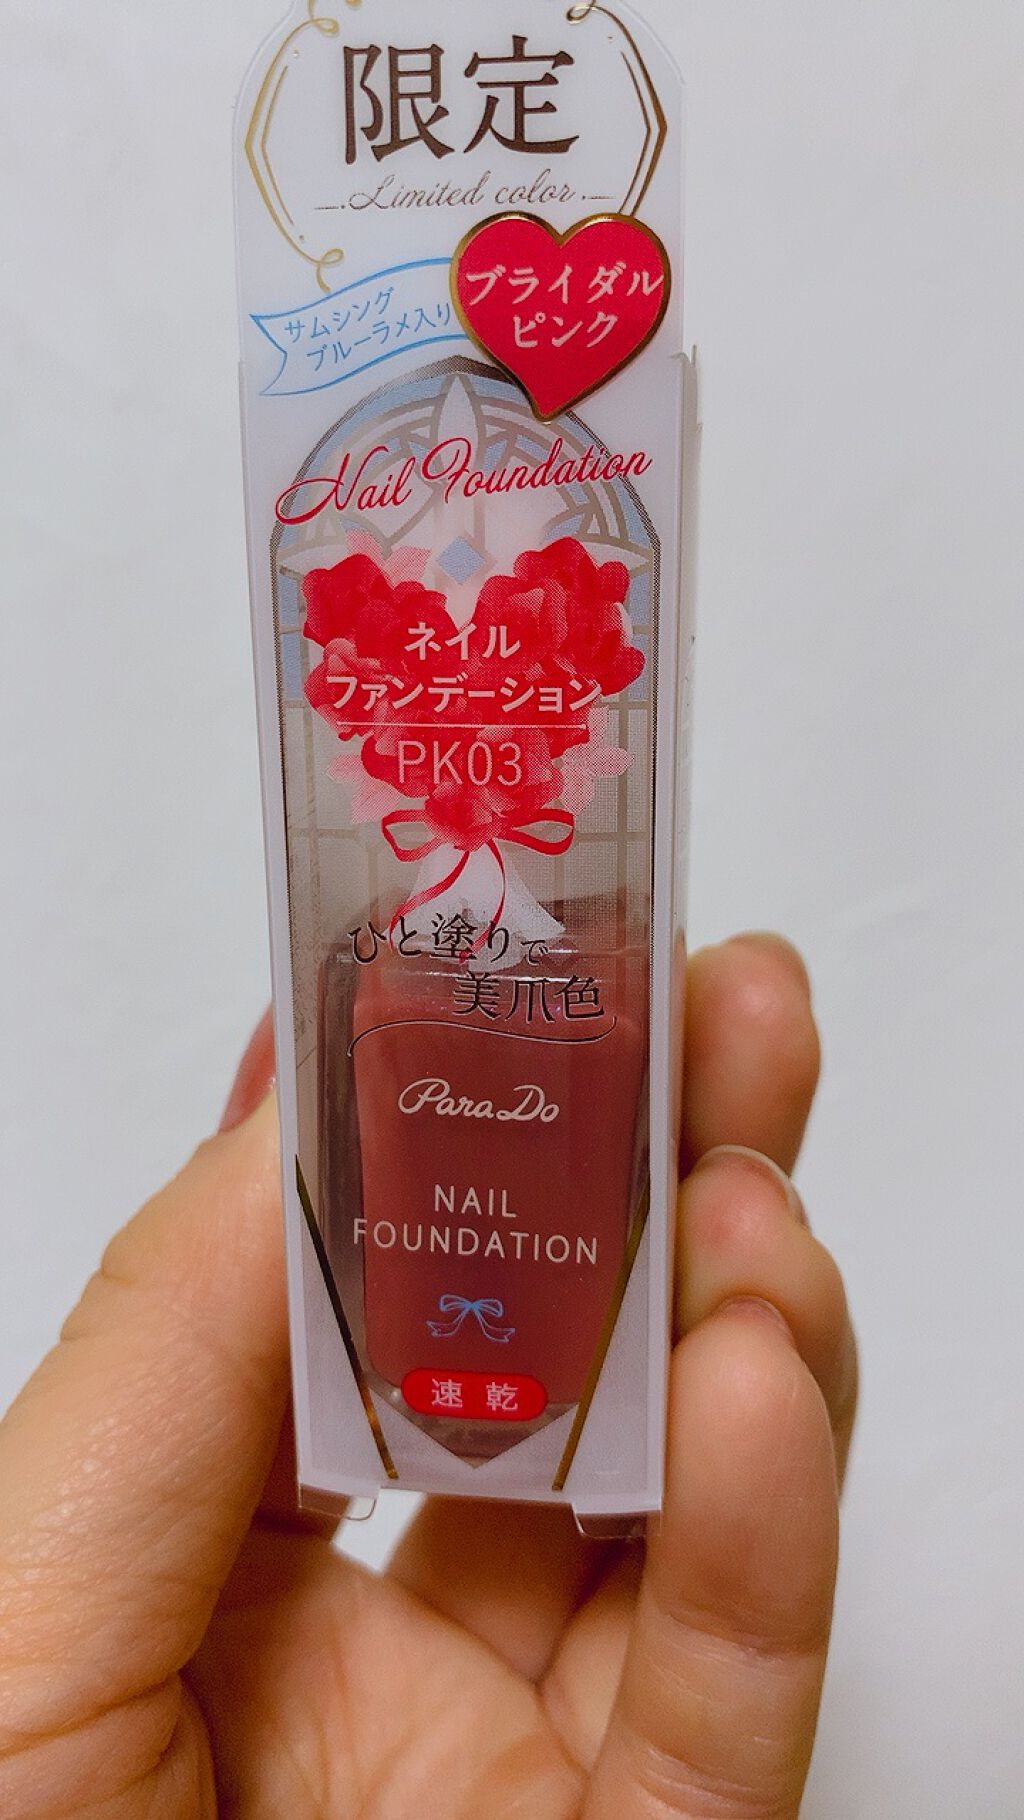 限定
Limited color
ブライダル
ピンク
サムシング
ブルーラメ入り
Nail Foundation
ネイル
ファンデーション
PK03
ひと塗りで
美爪色
ParaDo
NAIL
FOUNDATION
速乾